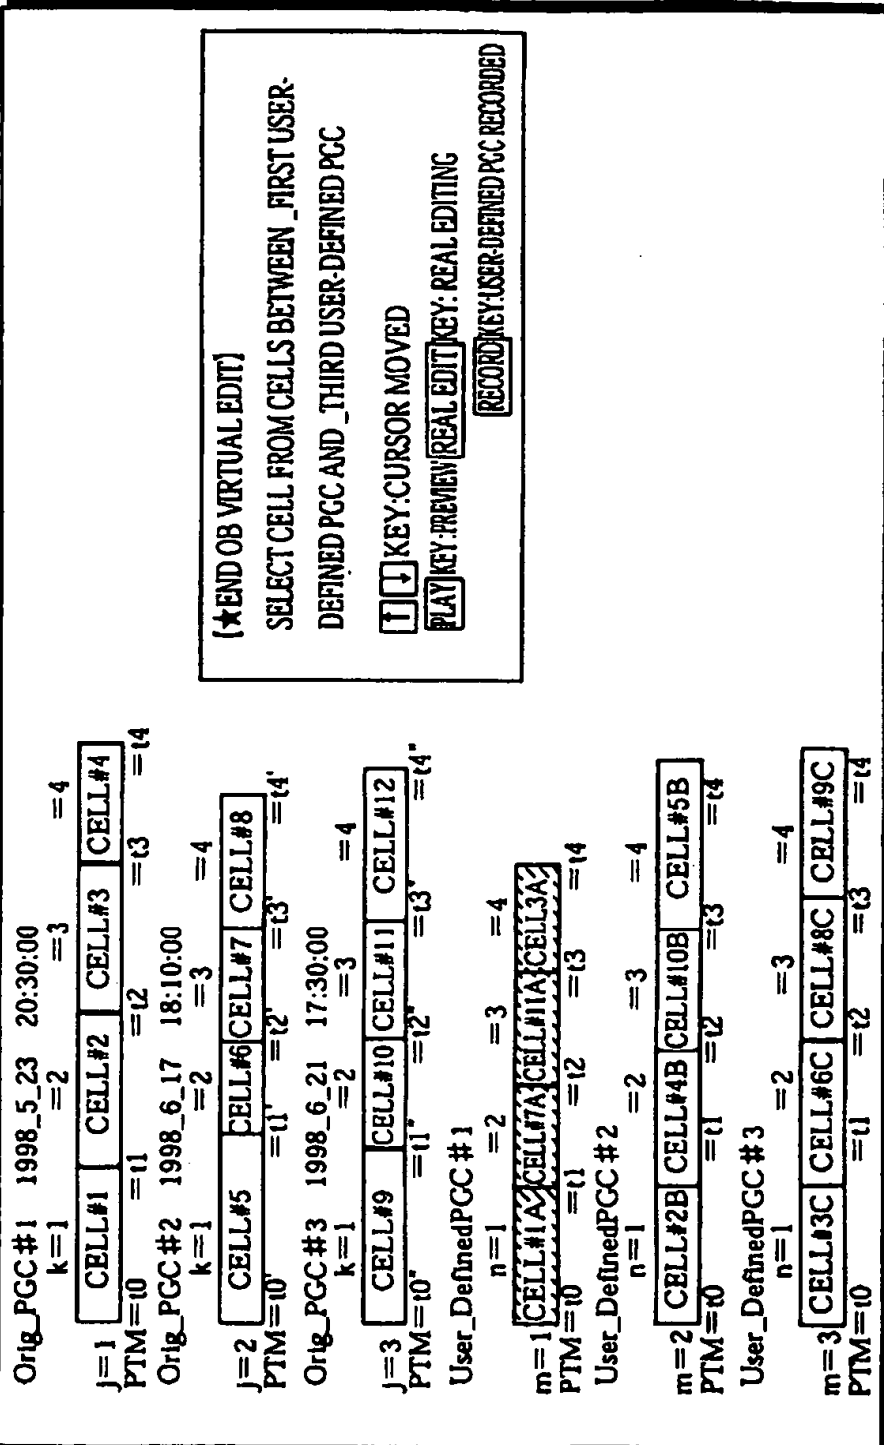 Orig_PGC#1 1998_5_23 20:30:00
k=1 =2 =3 =4
j=1 CELL#1 CELL#2 CELL#3 CELL#4
PTM=t0 =t1 =t2 =t3 =t4
Orig_PGC#2 1998_6_17 18:10:00
k=1 =2 =3 =4
j=2 CELL#5 CELL#6 CELL#7 CELL#8
PTM=t0' =t1' =t2' =t3' =t4'
Orig_PGC#3 1998_6_21 17:30:00
k=1 =2 =3 =4
j=3 CELL#9 CELL#10 CELL#11 CELL#12
PTM=t0" =t1" =t2" =t3" =t4"
User_DefinedPGC#1
n=1 =2 =3 =4
m=1 CELL#1A CELL#7A CELL#11A CELL3A
PTM=t0 =t1 =t2 =t3 =t4
User_DefinedPGC#2
n=1 =2 =3 =4
m=2 CELL#2B CELL#4B CELL#10B CELL#5B
PTM=t0 =t1 =t2 =t3 =t4
User_DefinedPGC#3
n=1 =2 =3 =4
m=3 CELL#3C CELL#6C CELL#8C CELL#9C
PTM=t0 =t1 =t2 =t3 =t4
[★END OB VIRTUAL EDIT]
SELECT CELL FROM CELLS BETWEEN _FIRST USER-
DEFINED PGC AND _THIRD USER-DEFINED PGC
↑ ↓ KEY:CURSOR MOVED
PLAY KEY:PREVIEW REAL EDIT KEY: REAL EDITING
RECORD KEY:USER-DEFINED PGC RECORDED